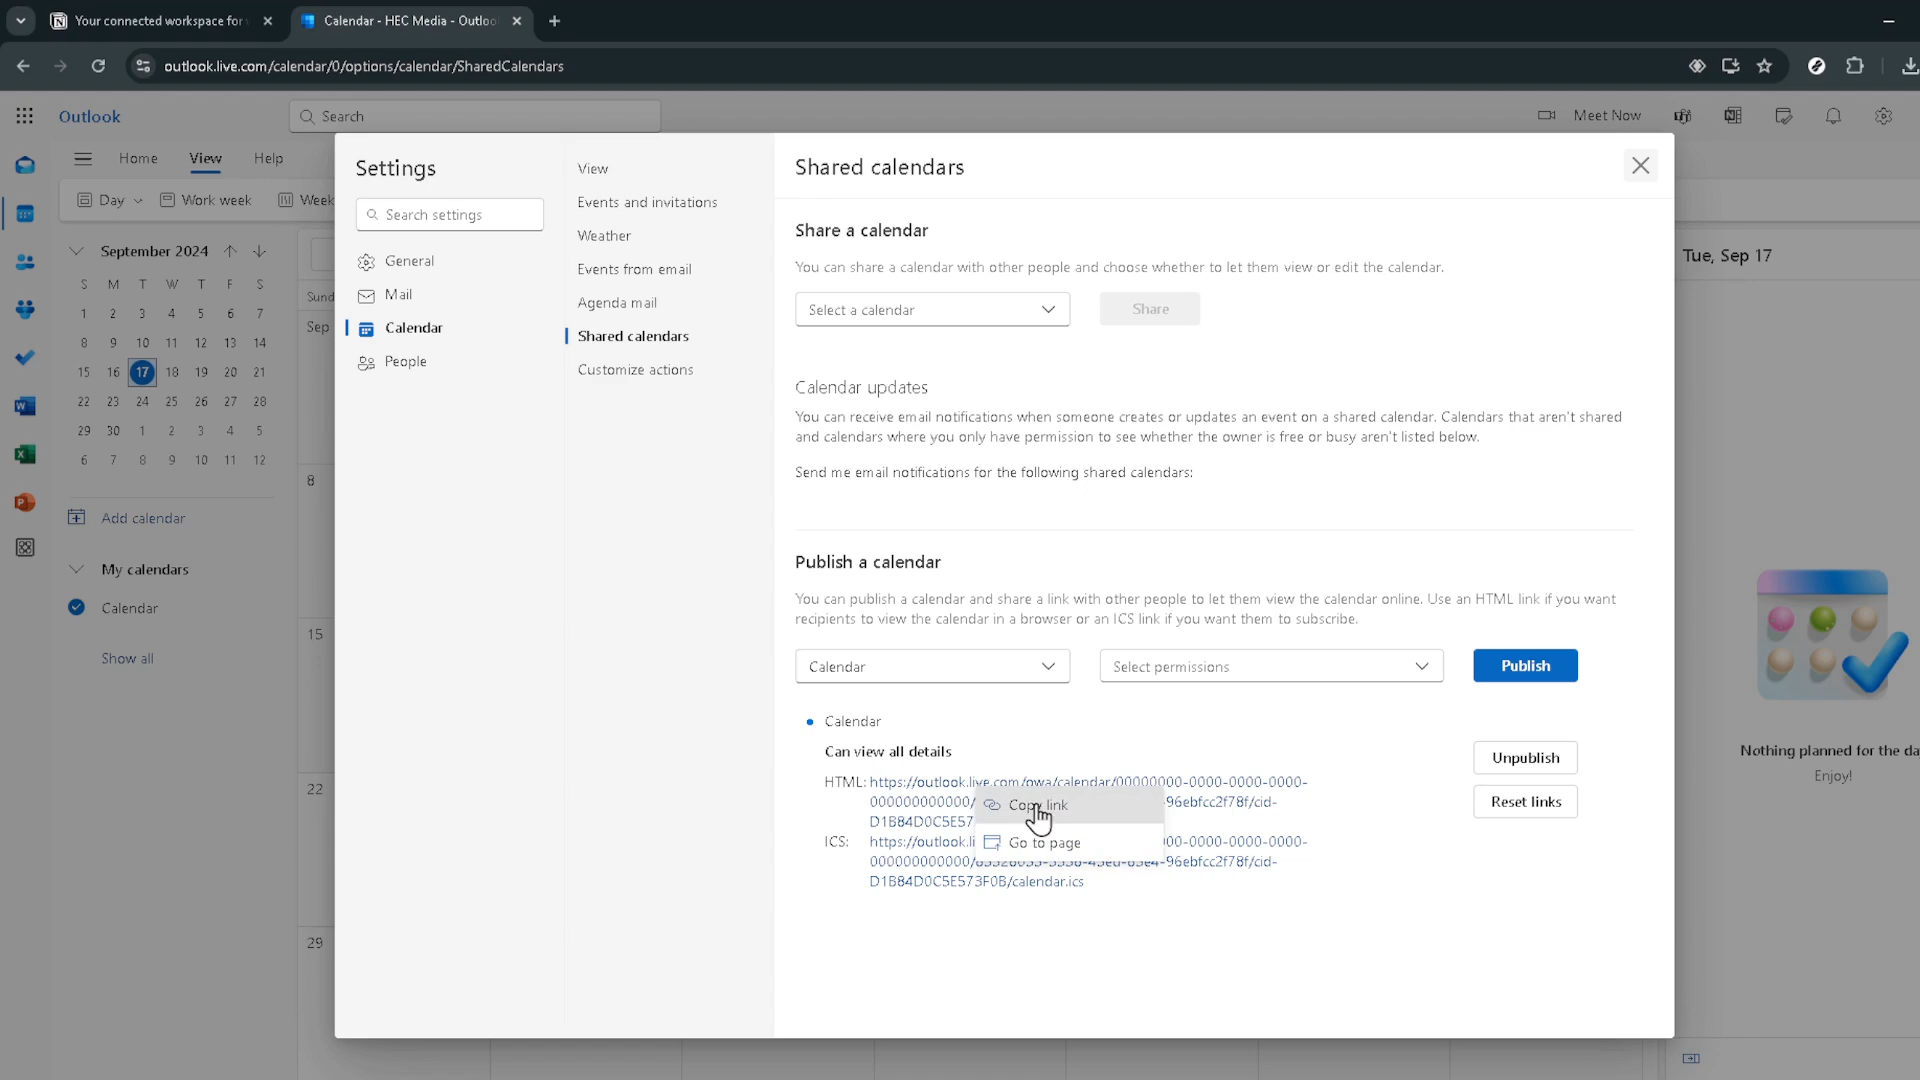 Your connected workspace for
Calendar - HEC Media - Outloo
outlook.live.com/calendar/0/options/calendar/SharedCalendars
Outlook
Search
Meet Now
Home
View
Help
Day
Work week
Week
September 2024
S M T W T F S
1 2 3 4 5 6 7
8 9 10 11 12 13 14
15 16 17 18 19 20 21
22 23 24 25 26 27 28
29 30 1 2 3 4 5
6 7 8 9 10 11 12
Add calendar
My calendars
Calendar
Show all
Sund
Sep
8
15
22
29
Settings
Search settings
General
Mail
Calendar
People
View
Events and invitations
Weather
Events from email
Agenda mail
Shared calendars
Customize actions
Shared calendars
Share a calendar
You can share a calendar with other people and choose whether to let them view or edit the calendar.
Select a calendar
Share
Calendar updates
You can receive email notifications when someone creates or updates an event on a shared calendar. Calendars that aren't shared
and calendars where you only have permission to see whether the owner is free or busy aren't listed below.
Send me email notifications for the following shared calendars:
Publish a calendar
You can publish a calendar and share a link with other people to let them view the calendar online. Use an HTML link if you want
recipients to view the calendar in a browser or an ICS link if you want them to subscribe.
Calendar
Select permissions
Publish
Calendar
Can view all details
HTML: https://outlook.live.com/owa/calendar/00000000-0000-0000-0000-
000000000000/ 96ebfcc2f78f/cid-
D1B84D0C5E57
ICS: https://outlook.li 00-0000-0000-0000-
000000000000/ -96ebfcc2f78f/cid-
D1B84D0C5E573F0B/calendar.ics
Copy link
Go to page
Unpublish
Reset links
Tue, Sep 17
Nothing planned for the da
Enjoy!